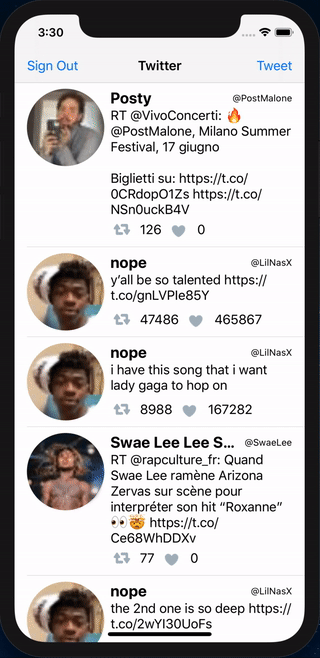 3:30
Sign Out Twitter Tweet
Posty @PostMalone
RT @VivoConcerti: 🔥
@PostMalone, Milano Summer
Festival, 17 giugno
Biglietti su: https://t.co/
0CRdopO1Zs https://t.co/
NSn0uckB4V
126 0
nope @LilNasX
y’all be so talented https://
t.co/gnLVPIe85Y
47486 465867
nope @LilNasX
i have this song that i want
lady gaga to hop on
8988 167282
Swae Lee Lee S... @SwaeLee
RT @rapculture_fr: Quand
Swae Lee ramène Arizona
Zervas sur scène pour
interpréter son hit “Roxanne”
👀🤯 https://t.co/
Ce68WhDDXv
77 0
nope @LilNasX
the 2nd one is so deep https://
t.co/2wYI30UoFs